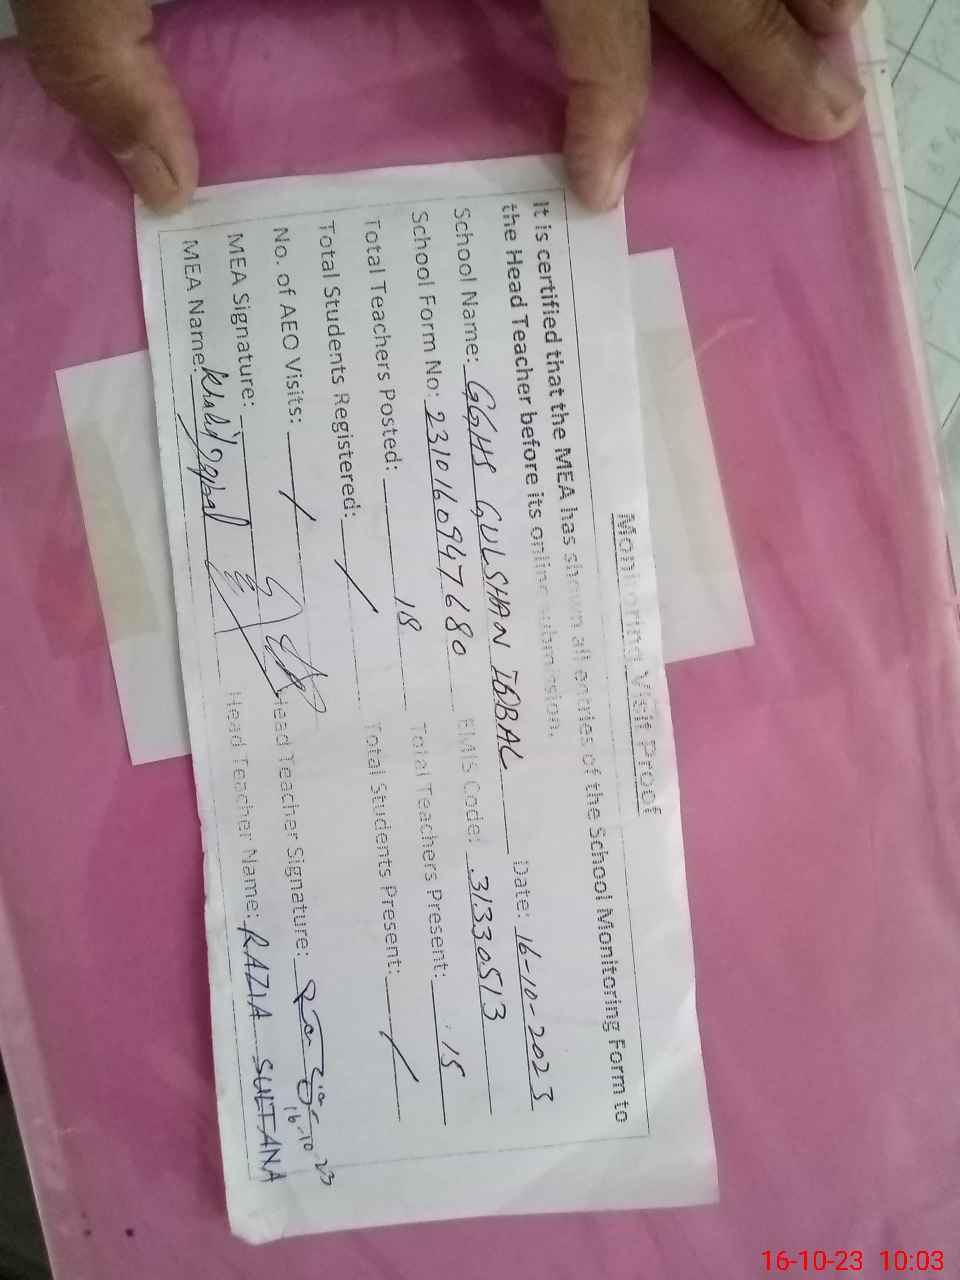 Monitoring Visit Proof
It is certified that the MEA has shown all entries of the School Monitoring Form to
the Head Teacher before its online submission.
School Name: GGHS GULSHAN IQBAL Date: 16-10-2023
School Form No: 2310160947680 EMIS Code: 31330513
Total Teachers Posted: 18 Total Teachers Present: 15
Total Students Registered: / Total Students Present: /
No. of AEO Visits: /
MEA Signature: Head Teacher Signature: 16-10-23
MEA Name: Khalid Iqbal Head Teacher Name: RAZIA SULTANA
16-10-23 10:03